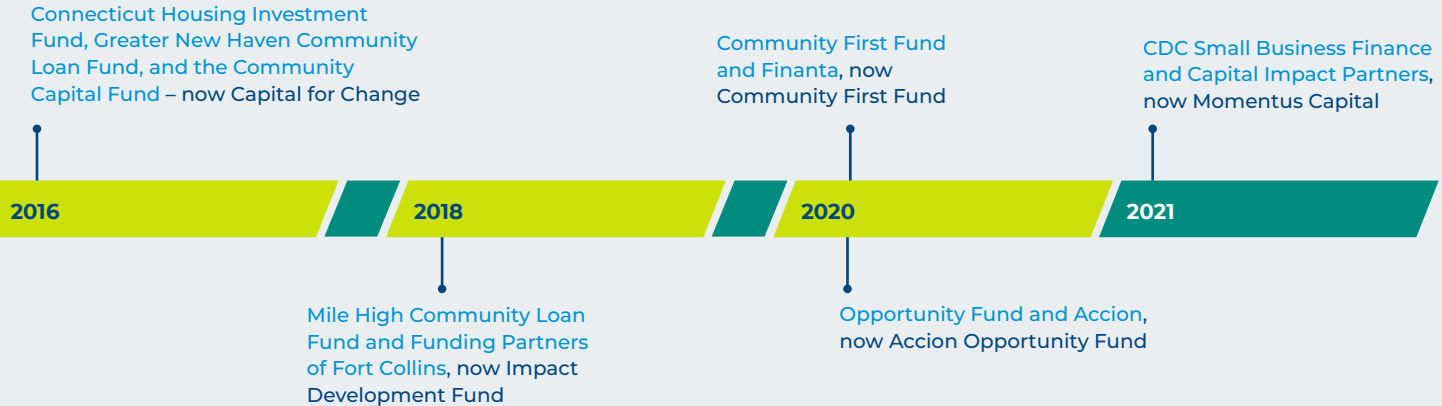 Connecticut Housing Investment
Fund, Greater New Haven Community
Loan Fund, and the Community
Capital Fund – now Capital for Change
Community First Fund
and Finanta, now
Community First Fund
CDC Small Business Finance
and Capital Impact Partners,
now Momentus Capital
2016
2018
2020
2021
Mile High Community Loan
Fund and Funding Partners
of Fort Collins, now Impact
Development Fund
Opportunity Fund and Accion,
now Accion Opportunity Fund